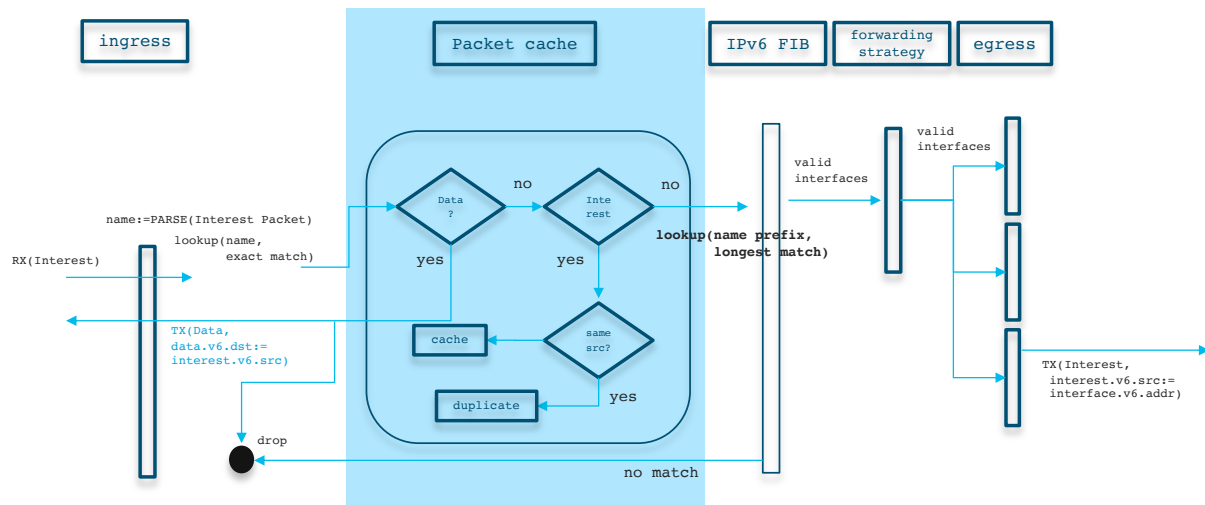 ingress
Packet cache
IPv6 FIB
forwarding
strategy
egress
name:=PARSE(Interest Packet)
lookup(name,
exact match)
RX(Interest)
Data
?
no
Inte
rest
no
yes
yes
lookup(name prefix,
longest match)
valid
interfaces
valid
interfaces
TX(Data,
data.v6.dst:=
interest.v6.src)
cache
same
src?
duplicate
yes
TX(Interest,
interest.v6.src:=
interface.v6.addr)
drop
no match